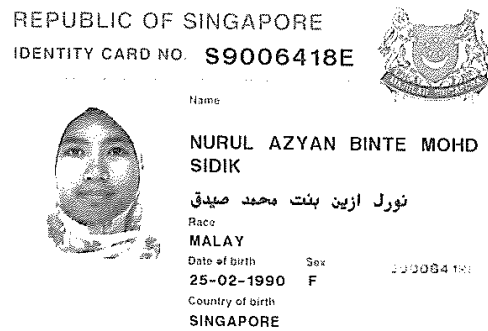 REPUBLIC OF SINGAPORE
IDENTITY CARD NO. S9006418E
Name
NURUL AZYAN BINTE MOHD
SIDIK
نورل ازين بنت محمد صيدق
Race
MALAY
Date of birth Sex
25-02-1990 F
Country of birth
SINGAPORE